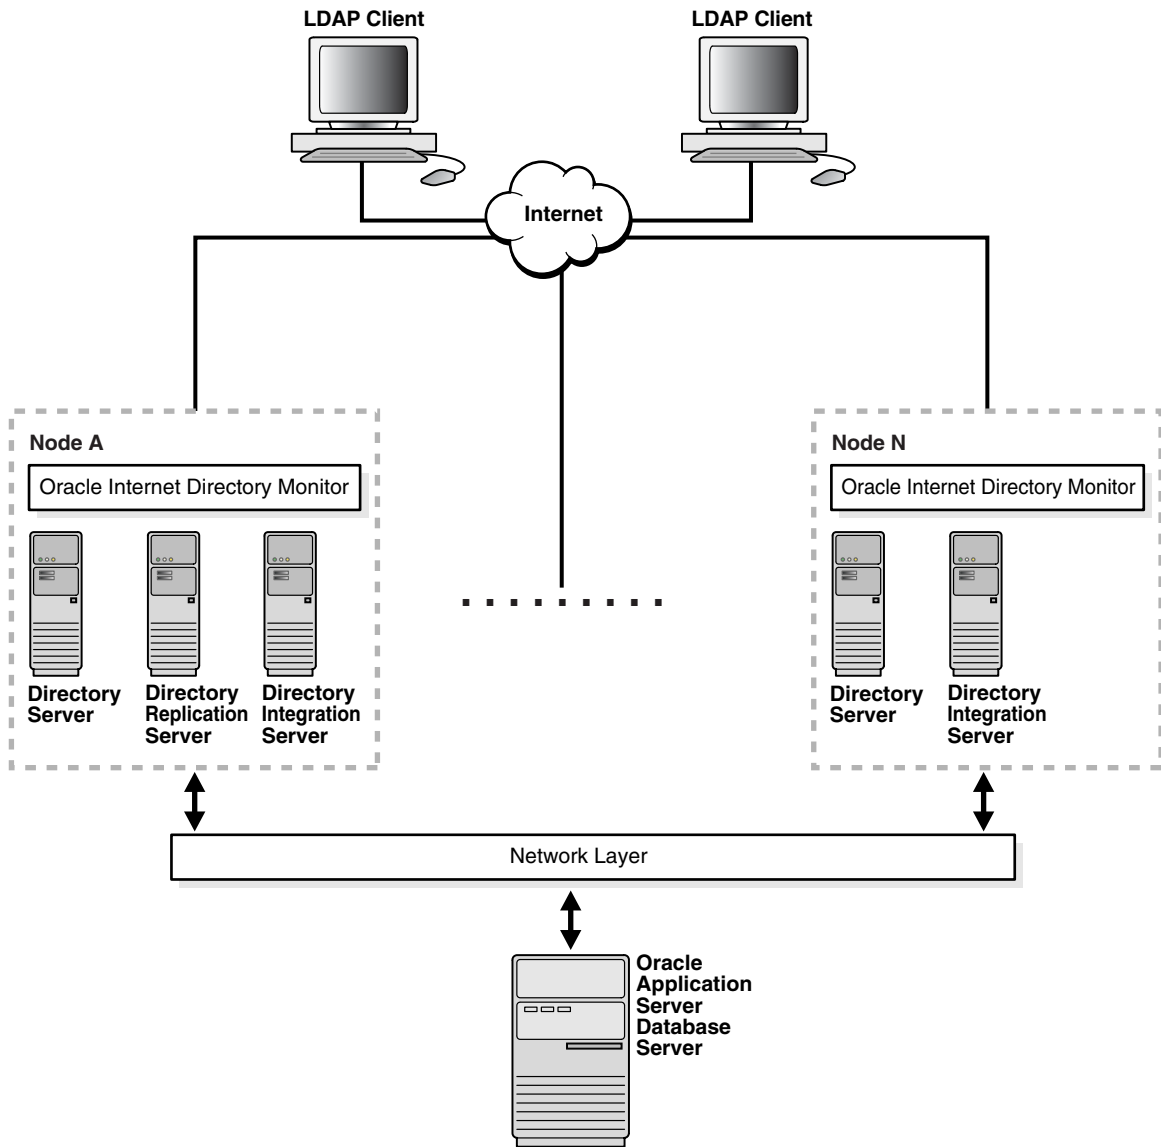 LDAP Client
LDAP Client
Internet
Node A
Oracle Internet Directory Monitor
Directory
Server
Directory
Replication
Server
Directory
Integration
Server
Node N
Oracle Internet Directory Monitor
Directory
Server
Directory
Integration
Server
Network Layer
Oracle
Application
Server
Database
Server